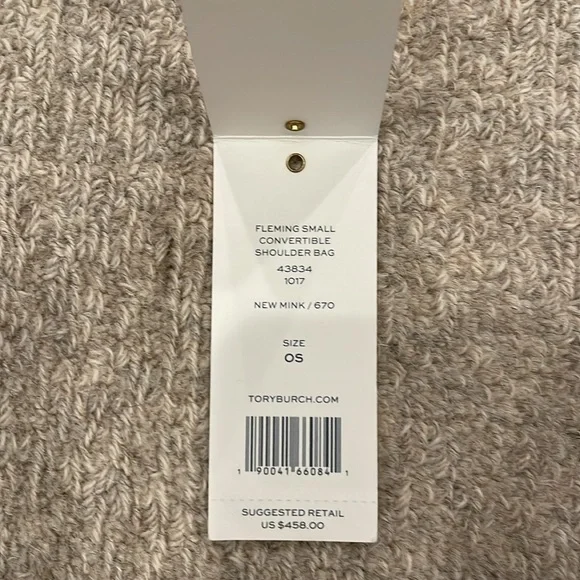 FLEMING SMALL
CONVERTIBLE
SHOULDER BAG
43834
1017
NEW MINK / 670
SIZE
OS
TORYBURCH.COM
1 90041 66084 1
SUGGESTED RETAIL
US $458.00